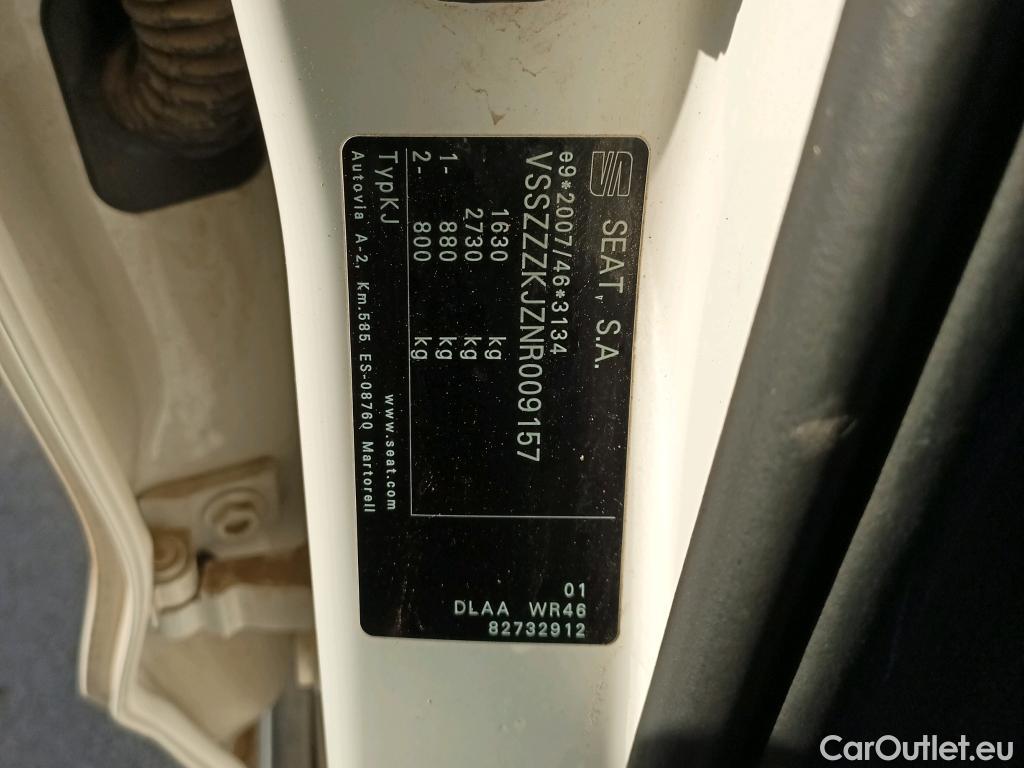 SEAT, S.A.
e9*2007/46*3134
VSSZZZKJZNR009157
1630 kg
2730 kg
1- 880 kg
2- 800 kg
TypKJ www.seat.com
Autovia A-2, Km.585 ES-08760 Martorell
01
DLAA WR46
82732912
CarOutlet.eu